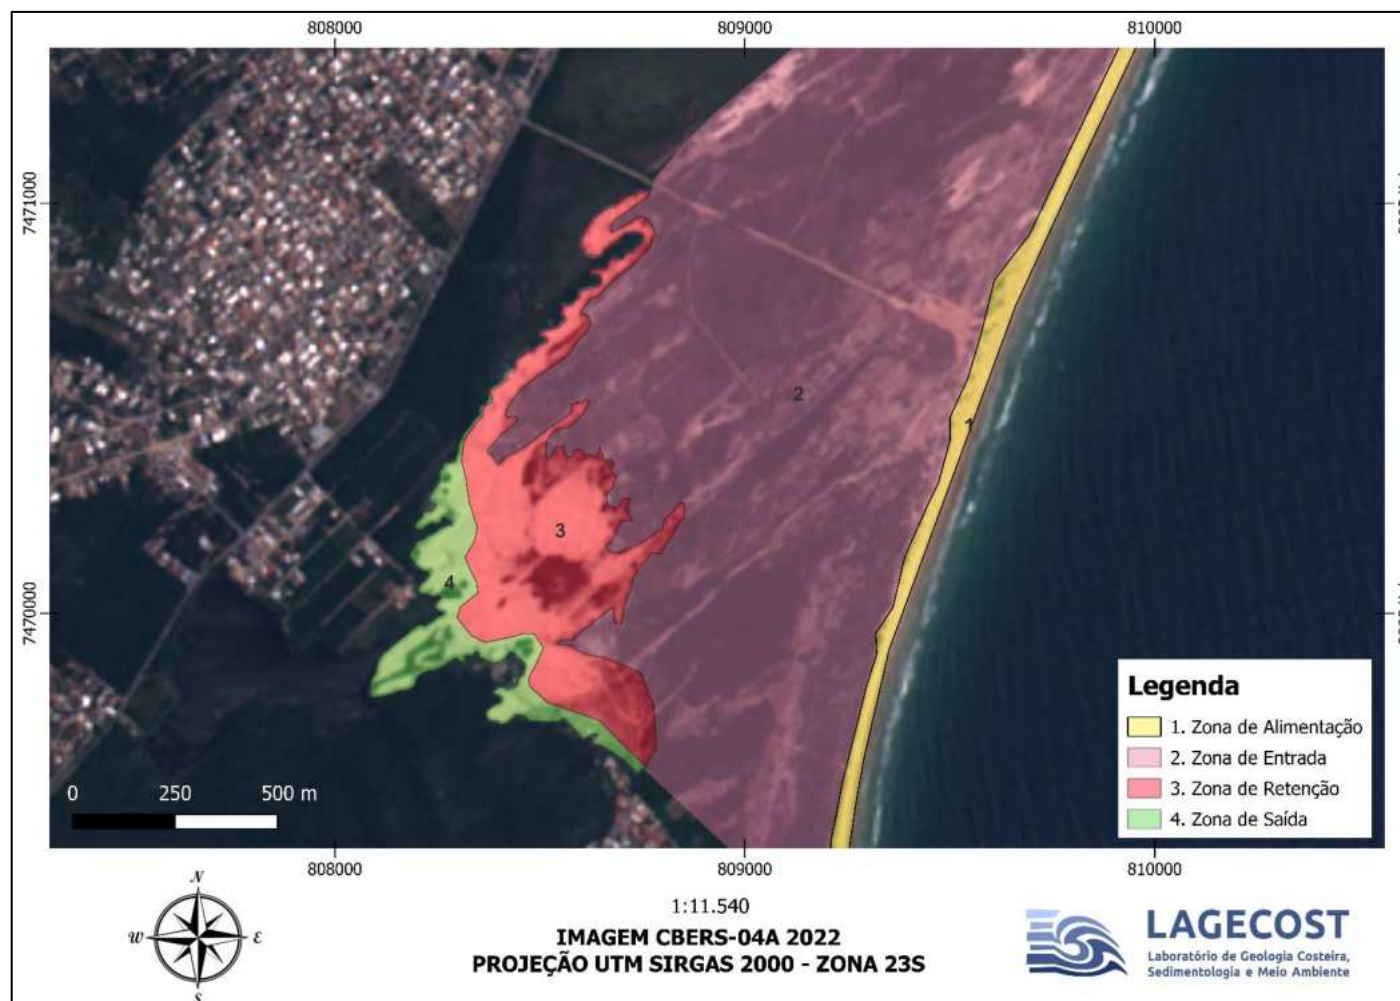 808000 809000 810000
7471000
7470000
2
1
3
4
Legenda
1. Zona de Alimentação
2. Zona de Entrada
3. Zona de Retenção
4. Zona de Saída
0 250 500 m
808000 809000 810000
N
W E
S
1:11.540
IMAGEM CBERS-04A 2022
PROJEÇÃO UTM SIRGAS 2000 - ZONA 23S
LAGECOST
Laboratório de Geologia Costeira,
Sedimentologia e Meio Ambiente